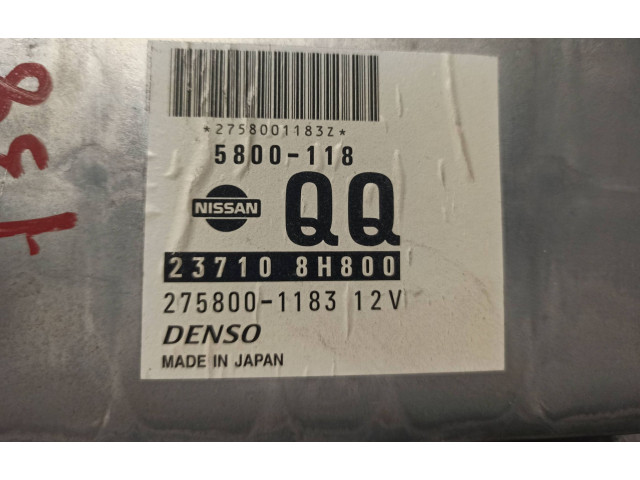 *2758001183Z*
5800-118
NISSAN QQ
23710 8H800
275800-1183 12V
DENSO
MADE IN JAPAN